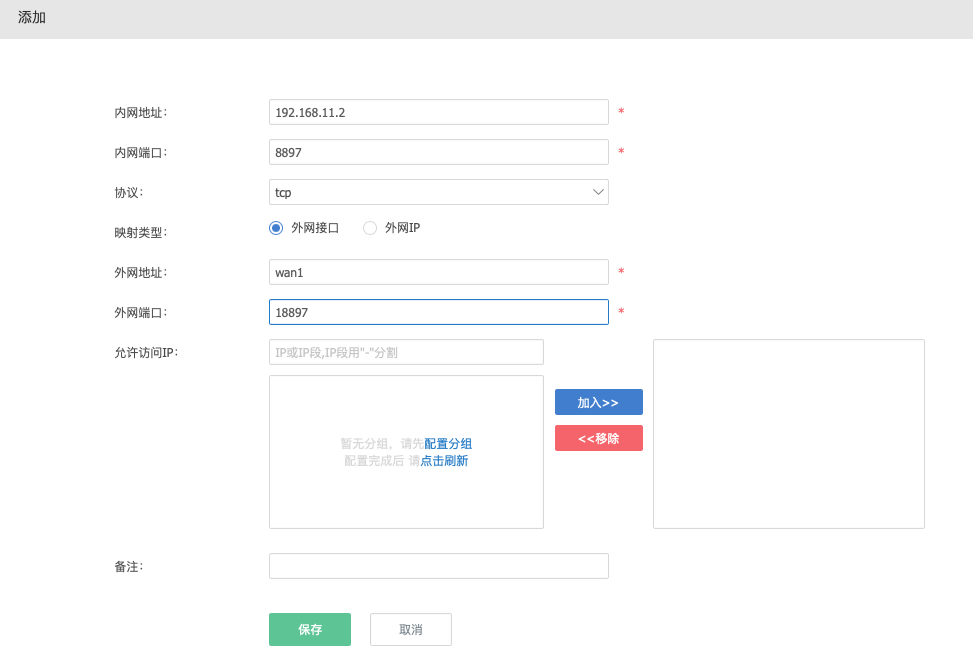 添加
内网地址: 192.168.11.2 *
内网端口: 8897 *
协议: tcp
映射类型: 外网接口 外网IP
外网地址: wan1 *
外网端口: 18897 *
允许访问IP: IP或IP段,IP段用"-"分割
加入>>
<<移除
暂无分组，请先配置分组
配置完成后 请点击刷新
备注:
保存 取消